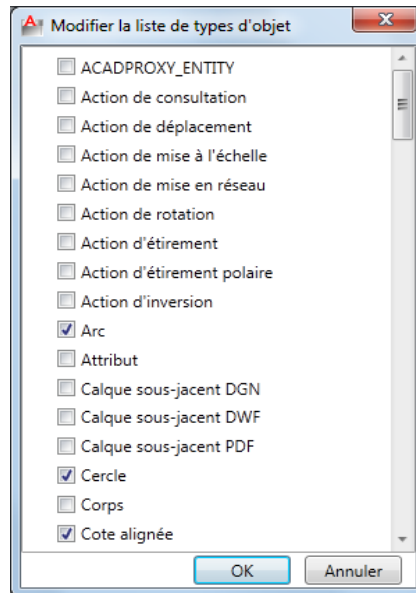 Modifier la liste de types d'objet
ACADPROXY_ENTITY
Action de consultation
Action de déplacement
Action de mise à l'échelle
Action de mise en réseau
Action de rotation
Action d'étirement
Action d'étirement polaire
Action d'inversion
Arc
Attribut
Calque sous-jacent DGN
Calque sous-jacent DWF
Calque sous-jacent PDF
Cercle
Corps
Cote alignée
OK Annuler